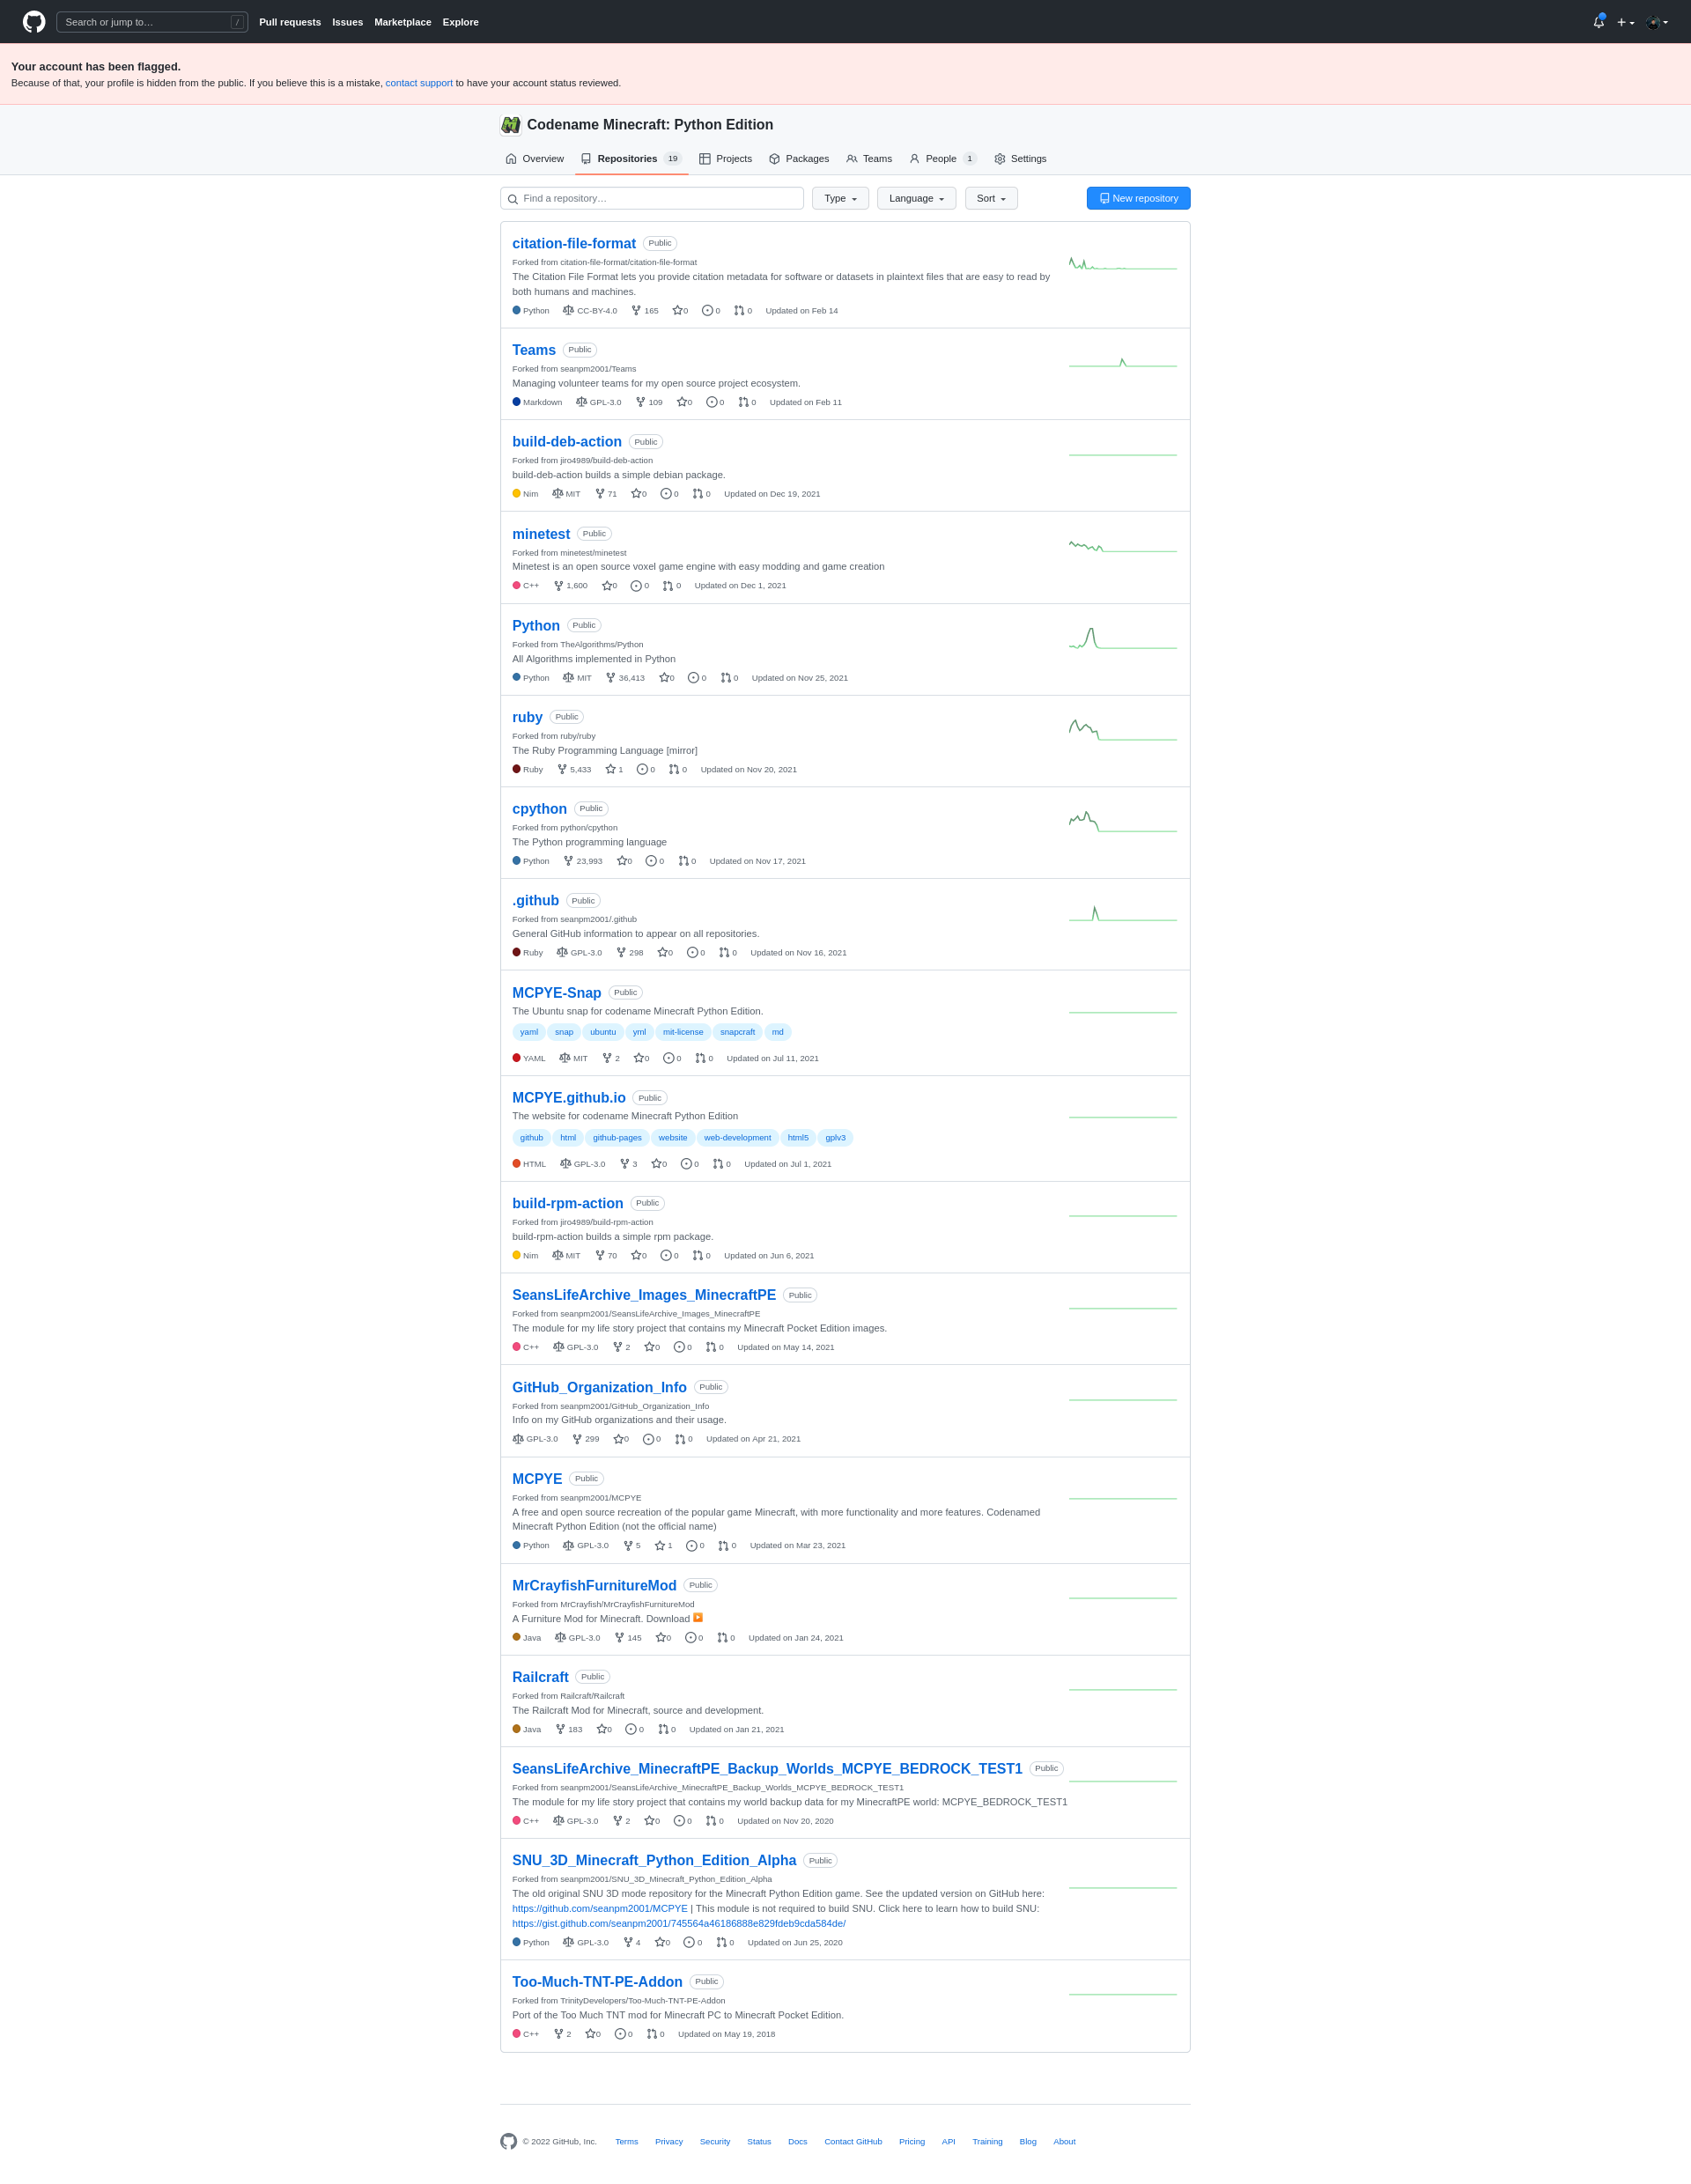 Search or jump to… /
Pull requests Issues Marketplace Explore
Your account has been flagged.
Because of that, your profile is hidden from the public. If you believe this is a mistake, contact support to have your account status reviewed.
Codename Minecraft: Python Edition
Overview Repositories 19 Projects Packages Teams People 1 Settings
Find a repository… Type Language Sort New repository
citation-file-format Public
Forked from citation-file-format/citation-file-format
The Citation File Format lets you provide citation metadata for software or datasets in plaintext files that are easy to read by
both humans and machines.
Python CC-BY-4.0 165 0 0 0 Updated on Feb 14
Teams Public
Forked from seanpm2001/Teams
Managing volunteer teams for my open source project ecosystem.
Markdown GPL-3.0 109 0 0 0 Updated on Feb 11
build-deb-action Public
Forked from jiro4989/build-deb-action
build-deb-action builds a simple debian package.
Nim MIT 71 0 0 0 Updated on Dec 19, 2021
minetest Public
Forked from minetest/minetest
Minetest is an open source voxel game engine with easy modding and game creation
C++ 1,600 0 0 0 Updated on Dec 1, 2021
Python Public
Forked from TheAlgorithms/Python
All Algorithms implemented in Python
Python MIT 36,413 0 0 0 Updated on Nov 25, 2021
ruby Public
Forked from ruby/ruby
The Ruby Programming Language [mirror]
Ruby 5,433 1 0 0 Updated on Nov 20, 2021
cpython Public
Forked from python/cpython
The Python programming language
Python 23,993 0 0 0 Updated on Nov 17, 2021
.github Public
Forked from seanpm2001/.github
General GitHub information to appear on all repositories.
Ruby GPL-3.0 298 0 0 0 Updated on Nov 16, 2021
MCPYE-Snap Public
The Ubuntu snap for codename Minecraft Python Edition.
yaml snap ubuntu yml mit-license snapcraft md
YAML MIT 2 0 0 0 Updated on Jul 11, 2021
MCPYE.github.io Public
The website for codename Minecraft Python Edition
github html github-pages website web-development html5 gplv3
HTML GPL-3.0 3 0 0 0 Updated on Jul 1, 2021
build-rpm-action Public
Forked from jiro4989/build-rpm-action
build-rpm-action builds a simple rpm package.
Nim MIT 70 0 0 0 Updated on Jun 6, 2021
SeansLifeArchive_Images_MinecraftPE Public
Forked from seanpm2001/SeansLifeArchive_Images_MinecraftPE
The module for my life story project that contains my Minecraft Pocket Edition images.
C++ GPL-3.0 2 0 0 0 Updated on May 14, 2021
GitHub_Organization_Info Public
Forked from seanpm2001/GitHub_Organization_Info
Info on my GitHub organizations and their usage.
GPL-3.0 299 0 0 0 Updated on Apr 21, 2021
MCPYE Public
Forked from seanpm2001/MCPYE
A free and open source recreation of the popular game Minecraft, with more functionality and more features. Codenamed
Minecraft Python Edition (not the official name)
Python GPL-3.0 5 1 0 0 Updated on Mar 23, 2021
MrCrayfishFurnitureMod Public
Forked from MrCrayfish/MrCrayfishFurnitureMod
A Furniture Mod for Minecraft. Download ▶️
Java GPL-3.0 145 0 0 0 Updated on Jan 24, 2021
Railcraft Public
Forked from Railcraft/Railcraft
The Railcraft Mod for Minecraft, source and development.
Java 183 0 0 0 Updated on Jan 21, 2021
SeansLifeArchive_MinecraftPE_Backup_Worlds_MCPYE_BEDROCK_TEST1 Public
Forked from seanpm2001/SeansLifeArchive_MinecraftPE_Backup_Worlds_MCPYE_BEDROCK_TEST1
The module for my life story project that contains my world backup data for my MinecraftPE world: MCPYE_BEDROCK_TEST1
C++ GPL-3.0 2 0 0 0 Updated on Nov 20, 2020
SNU_3D_Minecraft_Python_Edition_Alpha Public
Forked from seanpm2001/SNU_3D_Minecraft_Python_Edition_Alpha
The old original SNU 3D mode repository for the Minecraft Python Edition game. See the updated version on GitHub here:
https://github.com/seanpm2001/MCPYE | This module is not required to build SNU. Click here to learn how to build SNU:
https://gist.github.com/seanpm2001/745564a46186888e829fdeb9cda584de/
Python GPL-3.0 4 0 0 0 Updated on Jun 25, 2020
Too-Much-TNT-PE-Addon Public
Forked from TrinityDevelopers/Too-Much-TNT-PE-Addon
Port of the Too Much TNT mod for Minecraft PC to Minecraft Pocket Edition.
C++ 2 0 0 0 Updated on May 19, 2018
© 2022 GitHub, Inc. Terms Privacy Security Status Docs Contact GitHub Pricing API Training Blog About